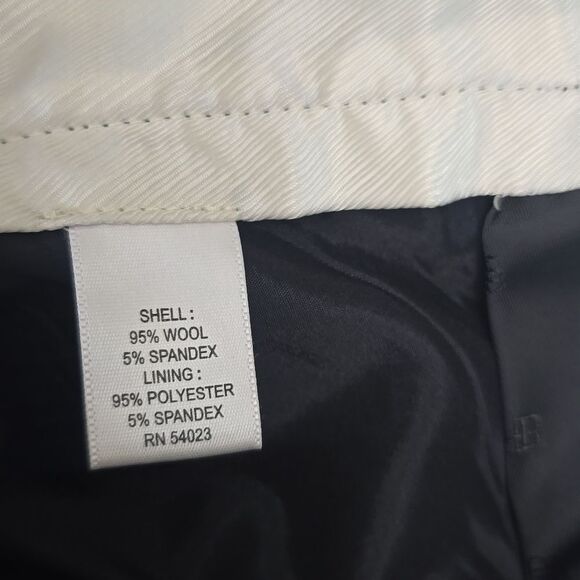 SHELL :
95% WOOL
5% SPANDEX
LINING :
95% POLYESTER
5% SPANDEX
RN 54023